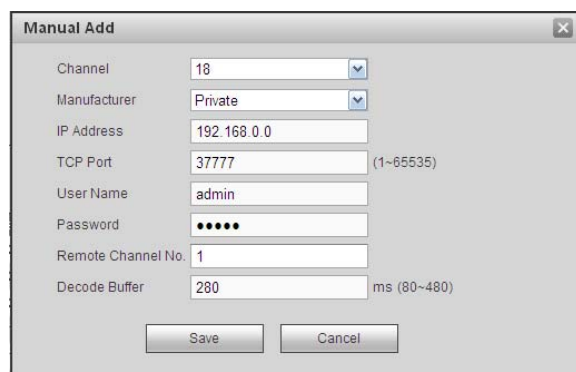 Manual Add
Channel 18
Manufacturer Private
IP Address 192.168.0.0
TCP Port 37777 (1~65535)
User Name admin
Password •••••
Remote Channel No. 1
Decode Buffer 280 ms (80~480)
Save Cancel